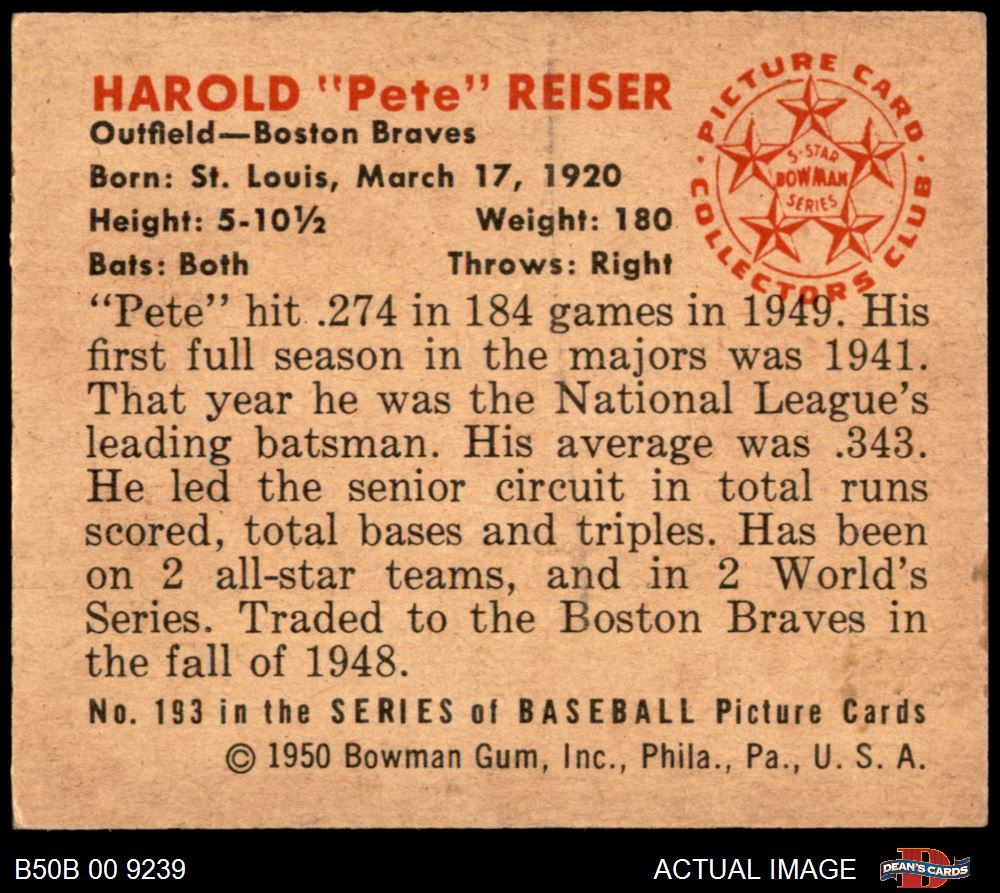 HAROLD "Pete" REISER
Outfield—Boston Braves
Born: St. Louis, March 17, 1920
Height: 5-10½ Weight: 180
Bats: Both Throws: Right
PICTURE CARD COLLECTORS CLUB
5-STAR
BOWMAN
SERIES
"Pete" hit .274 in 184 games in 1949. His
first full season in the majors was 1941.
That year he was the National League's
leading batsman. His average was .343.
He led the senior circuit in total runs
scored, total bases and triples. Has been
on 2 all-star teams, and in 2 World's
Series. Traded to the Boston Braves in
the fall of 1948.
No. 193 in the SERIES of BASEBALL Picture Cards
© 1950 Bowman Gum, Inc., Phila., Pa., U. S. A.
B50B 00 9239
ACTUAL IMAGE
DEAN'S CARDS